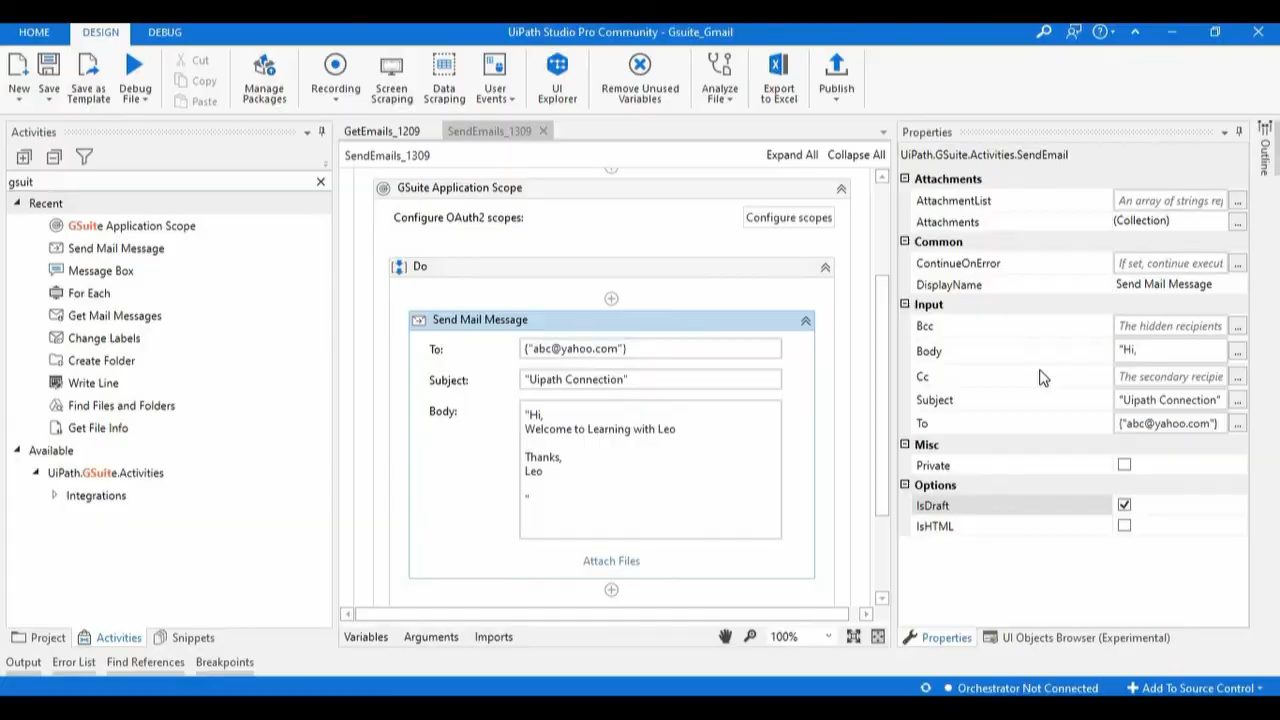 HOME
DESIGN
DEBUG
UiPath Studio Pro Community - Gsuite_Gmail
New
Save
Save as
Template
Debug
File
Cut
Copy
Paste
Manage
Packages
Recording
Screen
Scraping
Data
Scraping
User
Events
UI
Explorer
Remove Unused
Variables
Analyze
File
Export
to Excel
Publish
Activities
gsuit
Recent
GSuite Application Scope
Send Mail Message
Message Box
For Each
Get Mail Messages
Change Labels
Create Folder
Write Line
Find Files and Folders
Get File Info
Available
UiPath.GSuite.Activities
Integrations
Project
Activities
Snippets
GetEmails_1209
SendEmails_1309
SendEmails_1309
Expand All
Collapse All
GSuite Application Scope
Configure OAuth2 scopes:
Configure scopes
Do
Send Mail Message
To:
{"abc@yahoo.com"}
Subject:
"Uipath Connection"
Body:
"Hi,
Welcome to Learning with Leo
Thanks,
Leo
"
Attach Files
Variables
Arguments
Imports
100%
Properties
Outline
UiPath.GSuite.Activities.SendEmail
Attachments
AttachmentList
An array of strings re
...
Attachments
(Collection)
...
Common
ContinueOnError
If set, continue execut
...
DisplayName
Send Mail Message
Input
Bcc
The hidden recipients
...
Body
"Hi,
...
Cc
The secondary recipie
...
Subject
"Uipath Connection"
...
To
{"abc@yahoo.com"}
...
Misc
Private
Options
IsDraft
IsHTML
Properties
UI Objects Browser (Experimental)
Output
Error List
Find References
Breakpoints
Orchestrator Not Connected
Add To Source Control